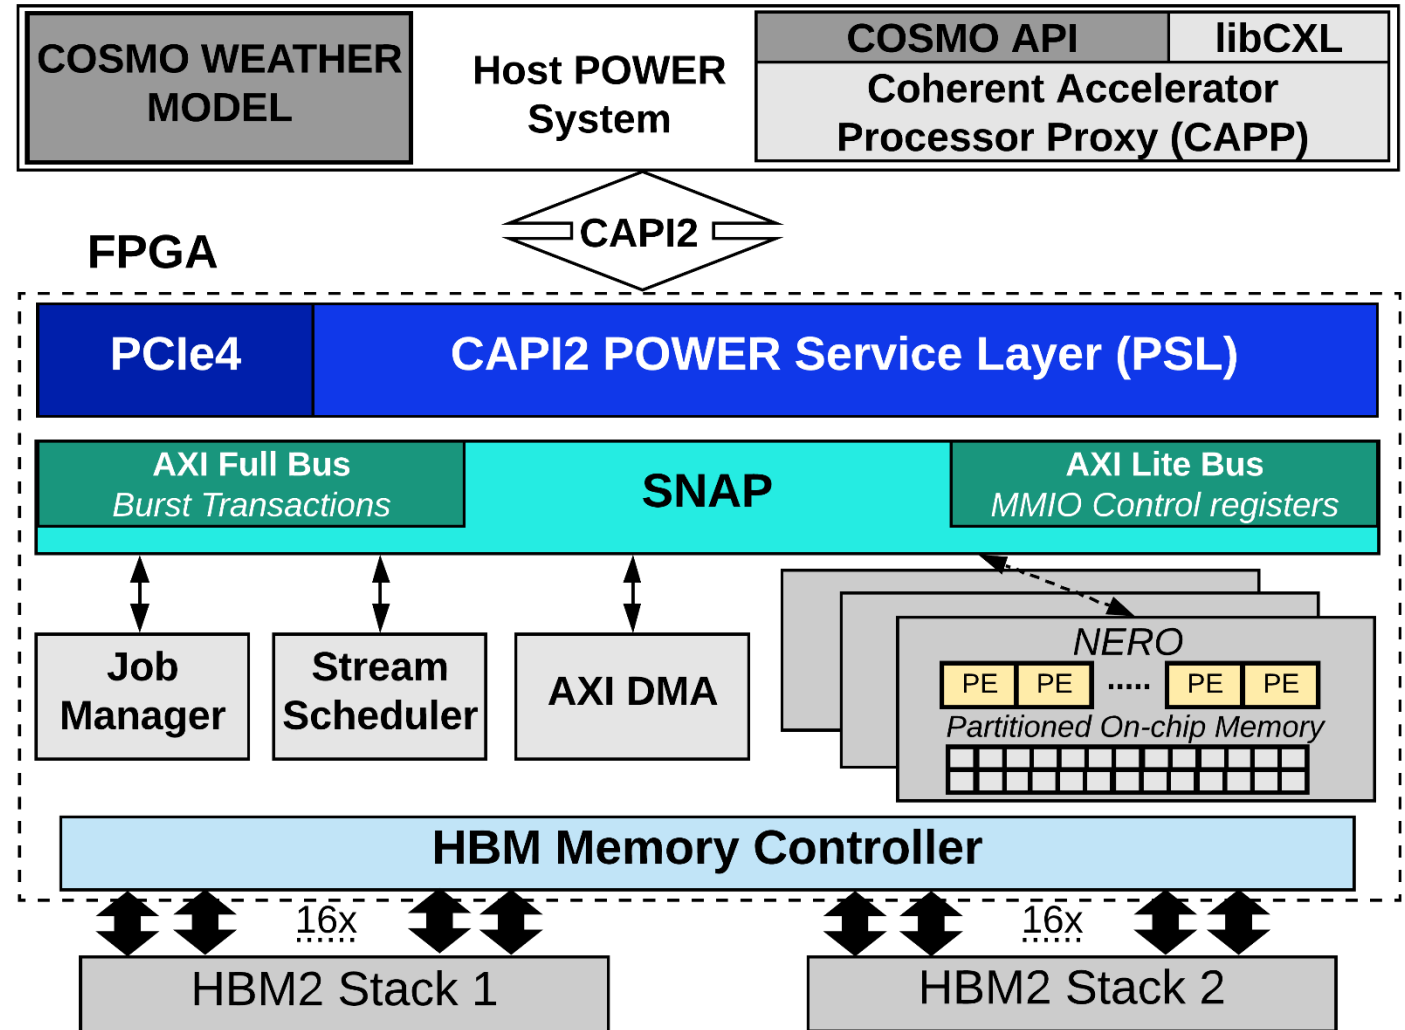 COSMO WEATHER
MODEL
Host POWER
System
COSMO API
libCXL
Coherent Accelerator
Processor Proxy (CAPP)
CAPI2
FPGA
PCIe4
CAPI2 POWER Service Layer (PSL)
AXI Full Bus
Burst Transactions
SNAP
AXI Lite Bus
MMIO Control registers
Job
Manager
Stream
Scheduler
AXI DMA
NERO
PE PE ..... PE PE
Partitioned On-chip Memory
HBM Memory Controller
16x
16x
HBM2 Stack 1
HBM2 Stack 2